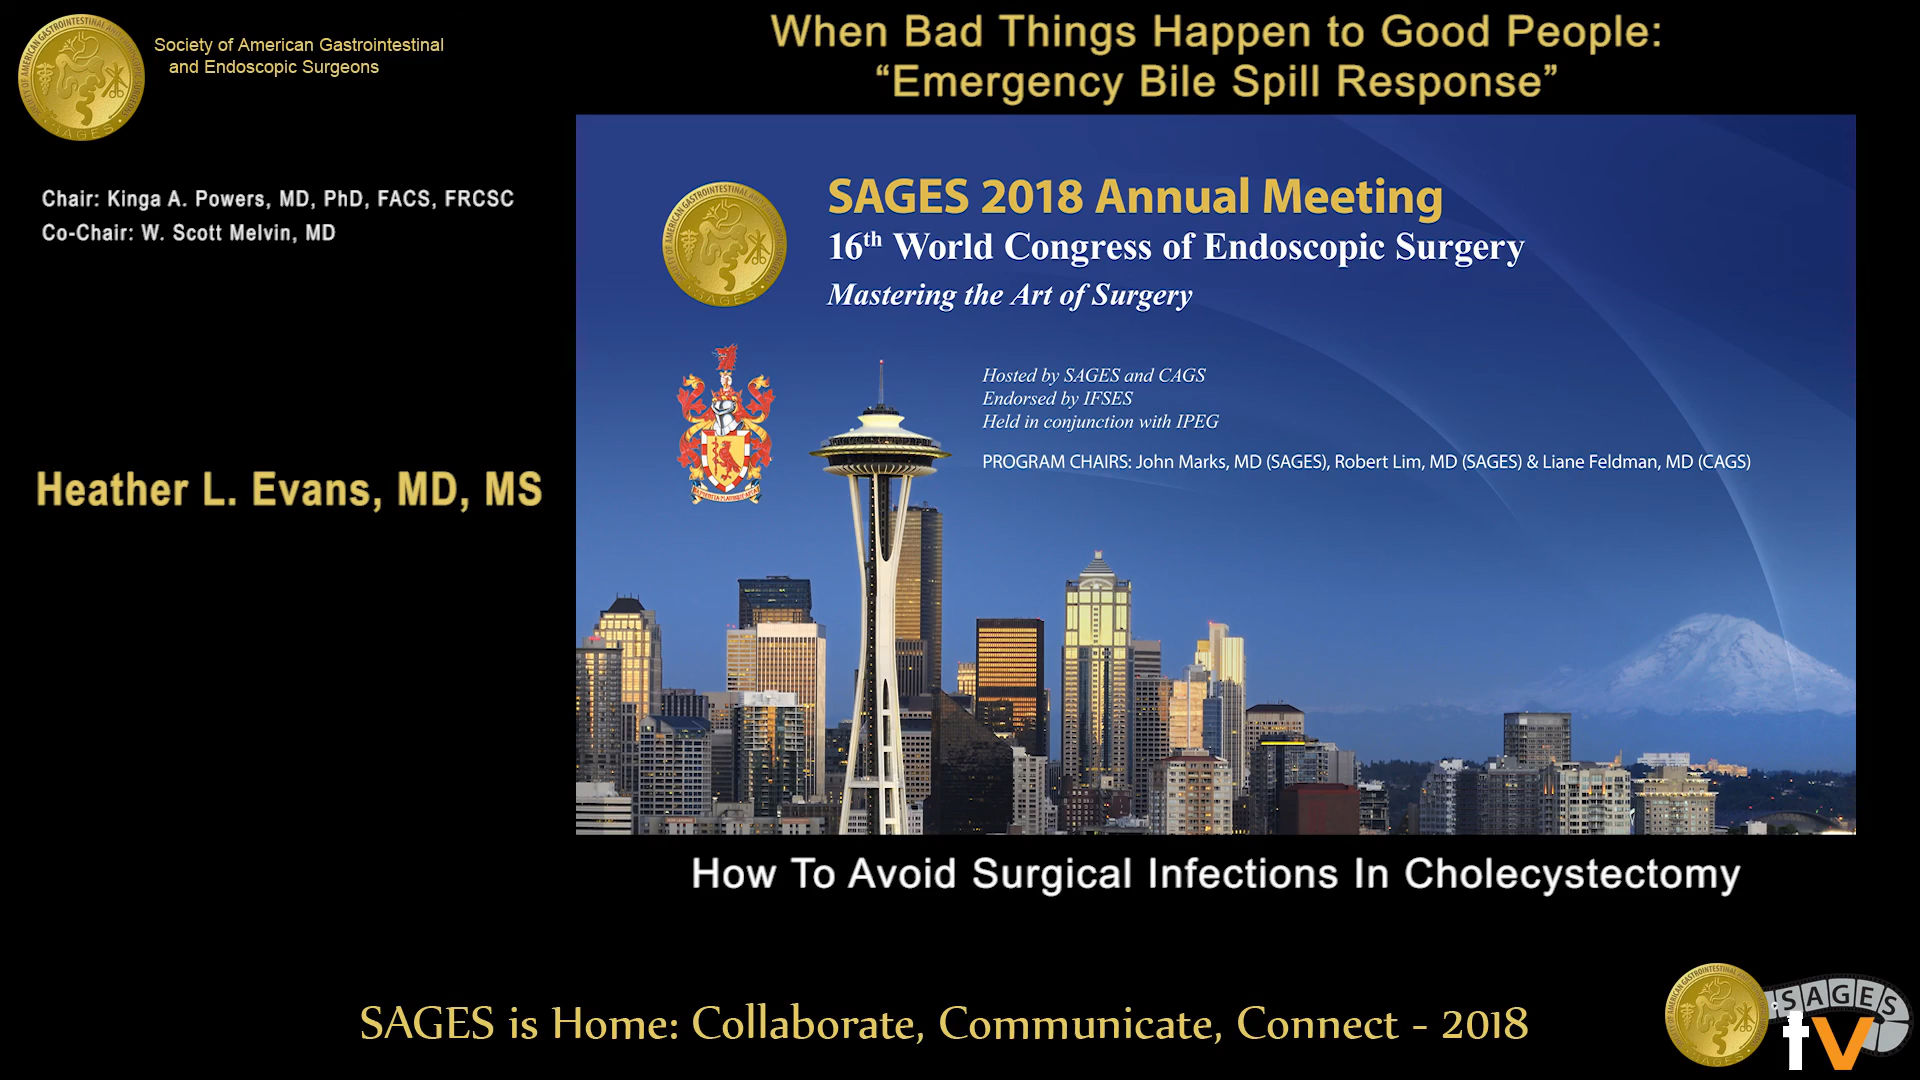 Society of American Gastrointestinal
and Endoscopic Surgeons
When Bad Things Happen to Good People:
“Emergency Bile Spill Response”
Chair: Kinga A. Powers, MD, PhD, FACS, FRCSC
Co-Chair: W. Scott Melvin, MD
Heather L. Evans, MD, MS
SAGES 2018 Annual Meeting
16th World Congress of Endoscopic Surgery
Mastering the Art of Surgery
Hosted by SAGES and CAGS
Endorsed by IFSES
Held in conjunction with IPEG
PROGRAM CHAIRS: John Marks, MD (SAGES), Robert Lim, MD (SAGES) & Liane Feldman, MD (CAGS)
How To Avoid Surgical Infections In Cholecystectomy
SAGES is Home: Collaborate, Communicate, Connect - 2018
SAGES
tv